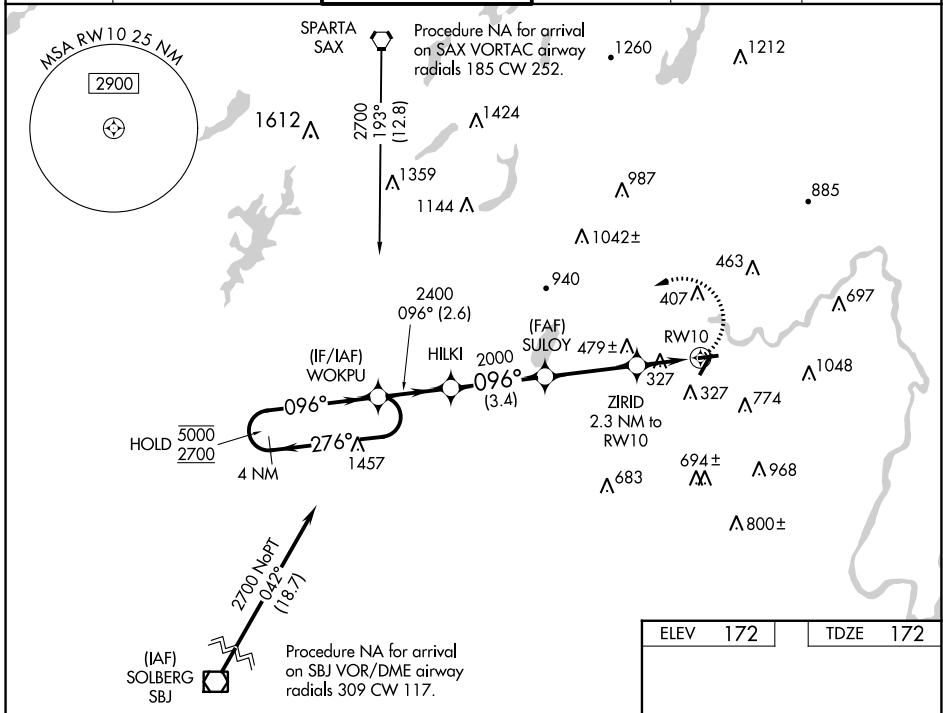 MSA RW10 25 NM
2900
SPARTA
SAX
Procedure NA for arrival
on SAX VORTAC airway
radials 185 CW 252.
1260
1212
1612
2700
193°
(12.8)
1424
1359
1144
987
885
1042±
463
940
407
697
2400
096° (2.6)
(IF/IAF)
WOKPU
HILKI
2000
096°
(3.4)
(FAF)
SULOY
479±
RW10
327
327
1048
774
ZIRID
2.3 NM to
RW10
096°
HOLD
5000
2700
276°
1457
4 NM
683
694±
968
800±
2700 NoPT
042°
(18.7)
(IAF)
SOLBERG
SBJ
Procedure NA for arrival
on SBJ VOR/DME airway
radials 309 CW 117.
ELEV 172
TDZE 172